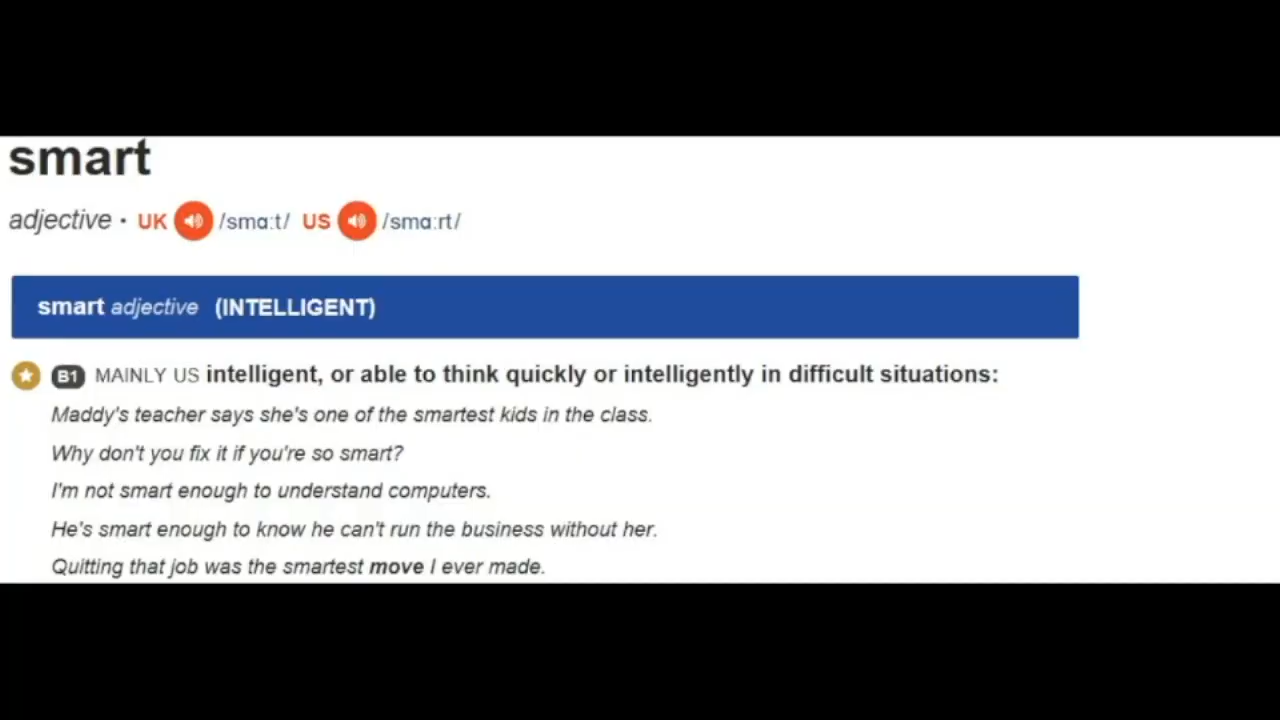 smart
adjective · UK /smɑːt/ US /smɑːrt/
smart adjective (INTELLIGENT)
B1 MAINLY US intelligent, or able to think quickly or intelligently in difficult situations:
Maddy's teacher says she's one of the smartest kids in the class.
Why don't you fix it if you're so smart?
I'm not smart enough to understand computers.
He's smart enough to know he can't run the business without her.
Quitting that job was the smartest move I ever made.